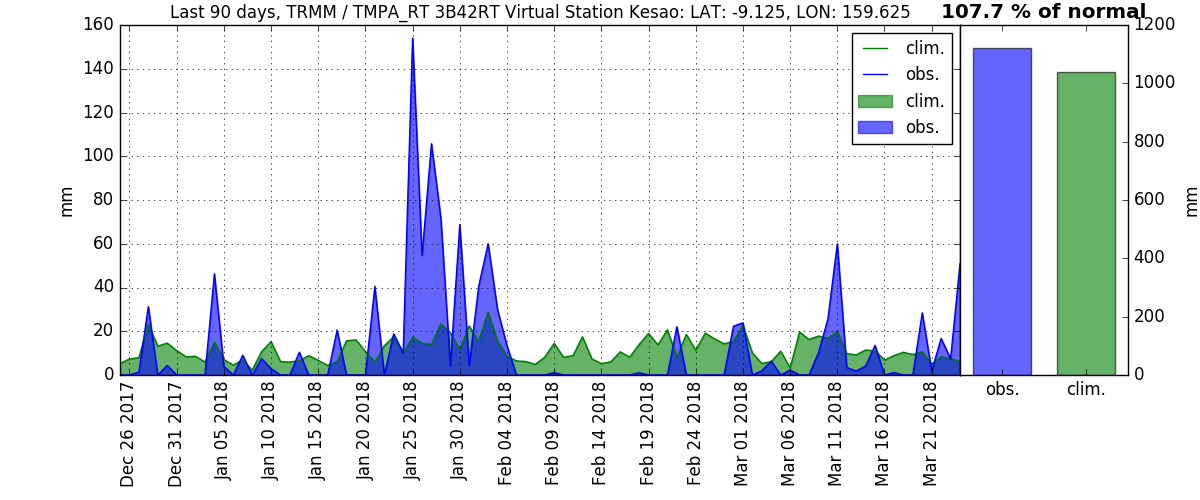 Last 90 days, TRMM / TMPA_RT 3B42RT Virtual Station Kesao: LAT: -9.125, LON: 159.625
107.7 % of normal
160
140
120
100
80
60
40
20
0
mm
clim.
obs.
clim.
obs.
Dec 26 2017
Dec 31 2017
Jan 05 2018
Jan 10 2018
Jan 15 2018
Jan 20 2018
Jan 25 2018
Jan 30 2018
Feb 04 2018
Feb 09 2018
Feb 14 2018
Feb 19 2018
Feb 24 2018
Mar 01 2018
Mar 06 2018
Mar 11 2018
Mar 16 2018
Mar 21 2018
1200
1000
800
600
400
200
0
mm
obs.
clim.